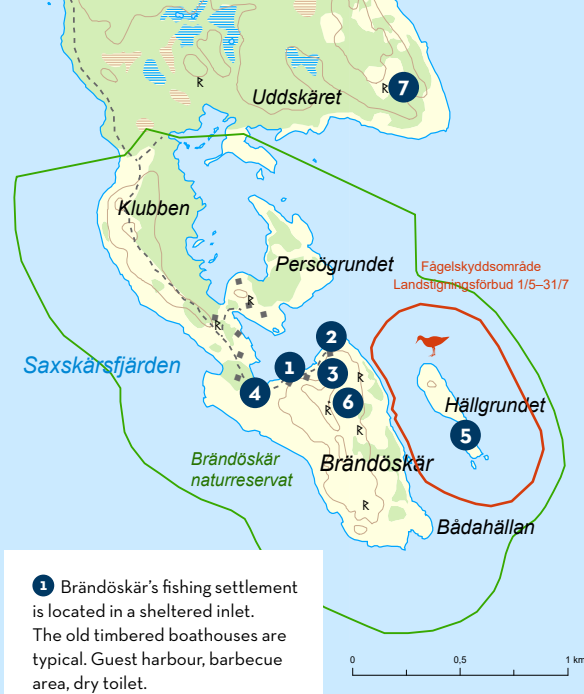 7
Uddskäret
Klubben
Persögrundet
Fågelskyddsområde
Landstigningsförbud 1/5–31/7
2
Saxskärsfjärden
1
3
4
6
Hällgrundet
5
Brändöskär
naturreservat
Brändöskär
Bådahällan
1 Brändöskär’s fishing settlement
is located in a sheltered inlet.
The old timbered boathouses are
typical. Guest harbour, barbecue
area, dry toilet.
0 0,5 1 km